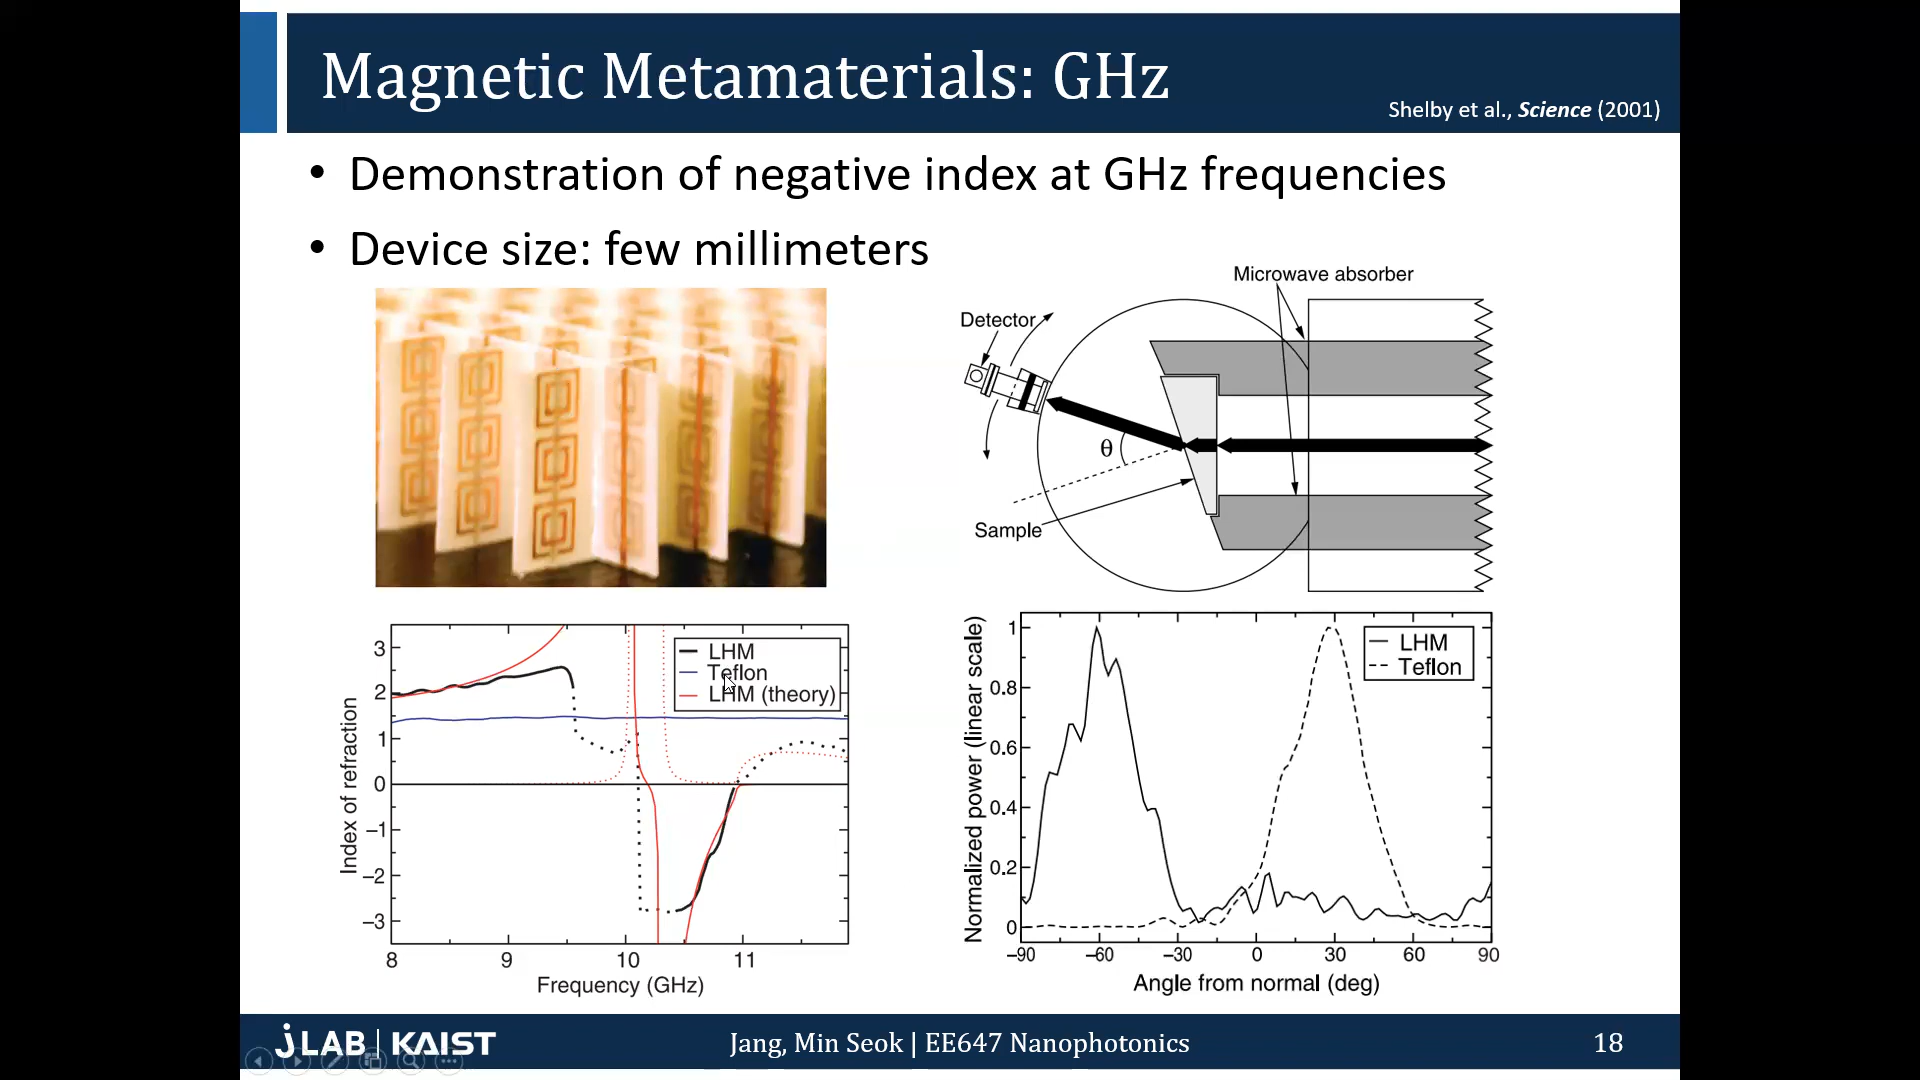 Magnetic Metamaterials: GHz
Shelby et al., Science (2001)
• Demonstration of negative index at GHz frequencies
• Device size: few millimeters
Microwave absorber
Detector
θ
Sample
3
2
1
0
−1
−2
−3
Index of refraction
LHM
Teflon
LHM (theory)
8
9
10
11
Frequency (GHz)
1
0.8
0.6
0.4
0.2
0
Normalized power (linear scale)
LHM
Teflon
−90
−60
−30
0
30
60
90
Angle from normal (deg)
jLAB | KAIST
Jang, Min Seok | EE647 Nanophotonics
18